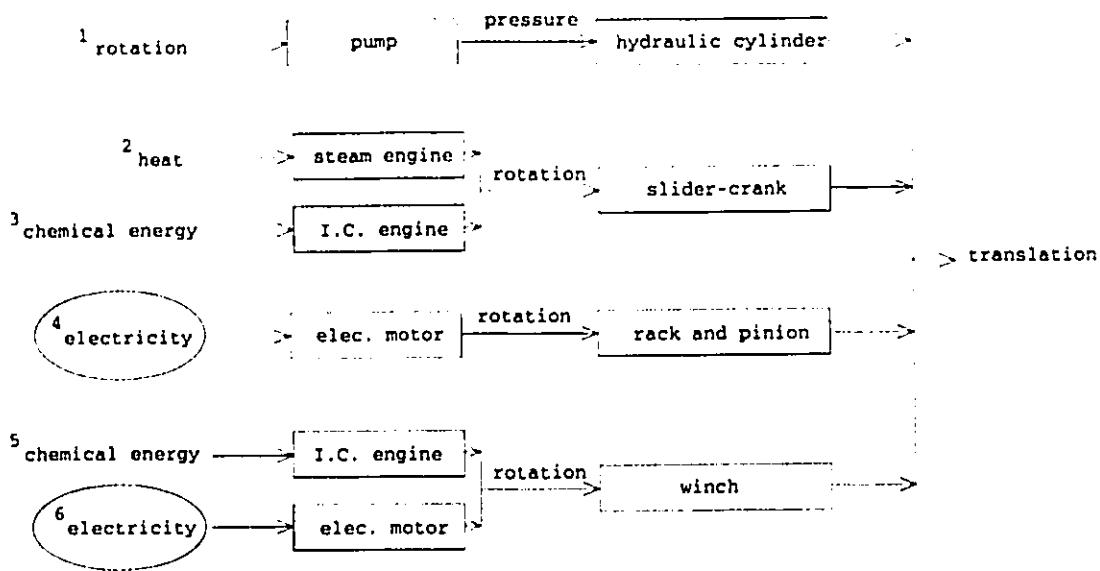 pressure
1 rotation pump hydraulic cylinder
2 heat steam engine
rotation slider-crank
3 chemical energy I.C. engine
translation
4 electricity elec. motor rotation rack and pinion
5 chemical energy I.C. engine
rotation winch
6 electricity elec. motor